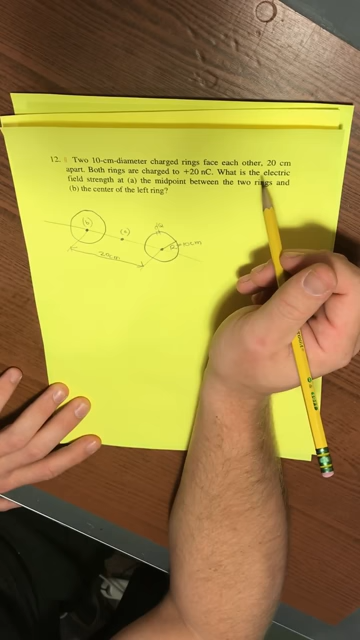 12. Two 10-cm-diameter charged rings face each other, 20 cm
apart. Both rings are charged to +20 nC. What is the electric
field strength at (a) the midpoint between the two rings and
(b) the center of the left ring?
(b)
(a)
20cm